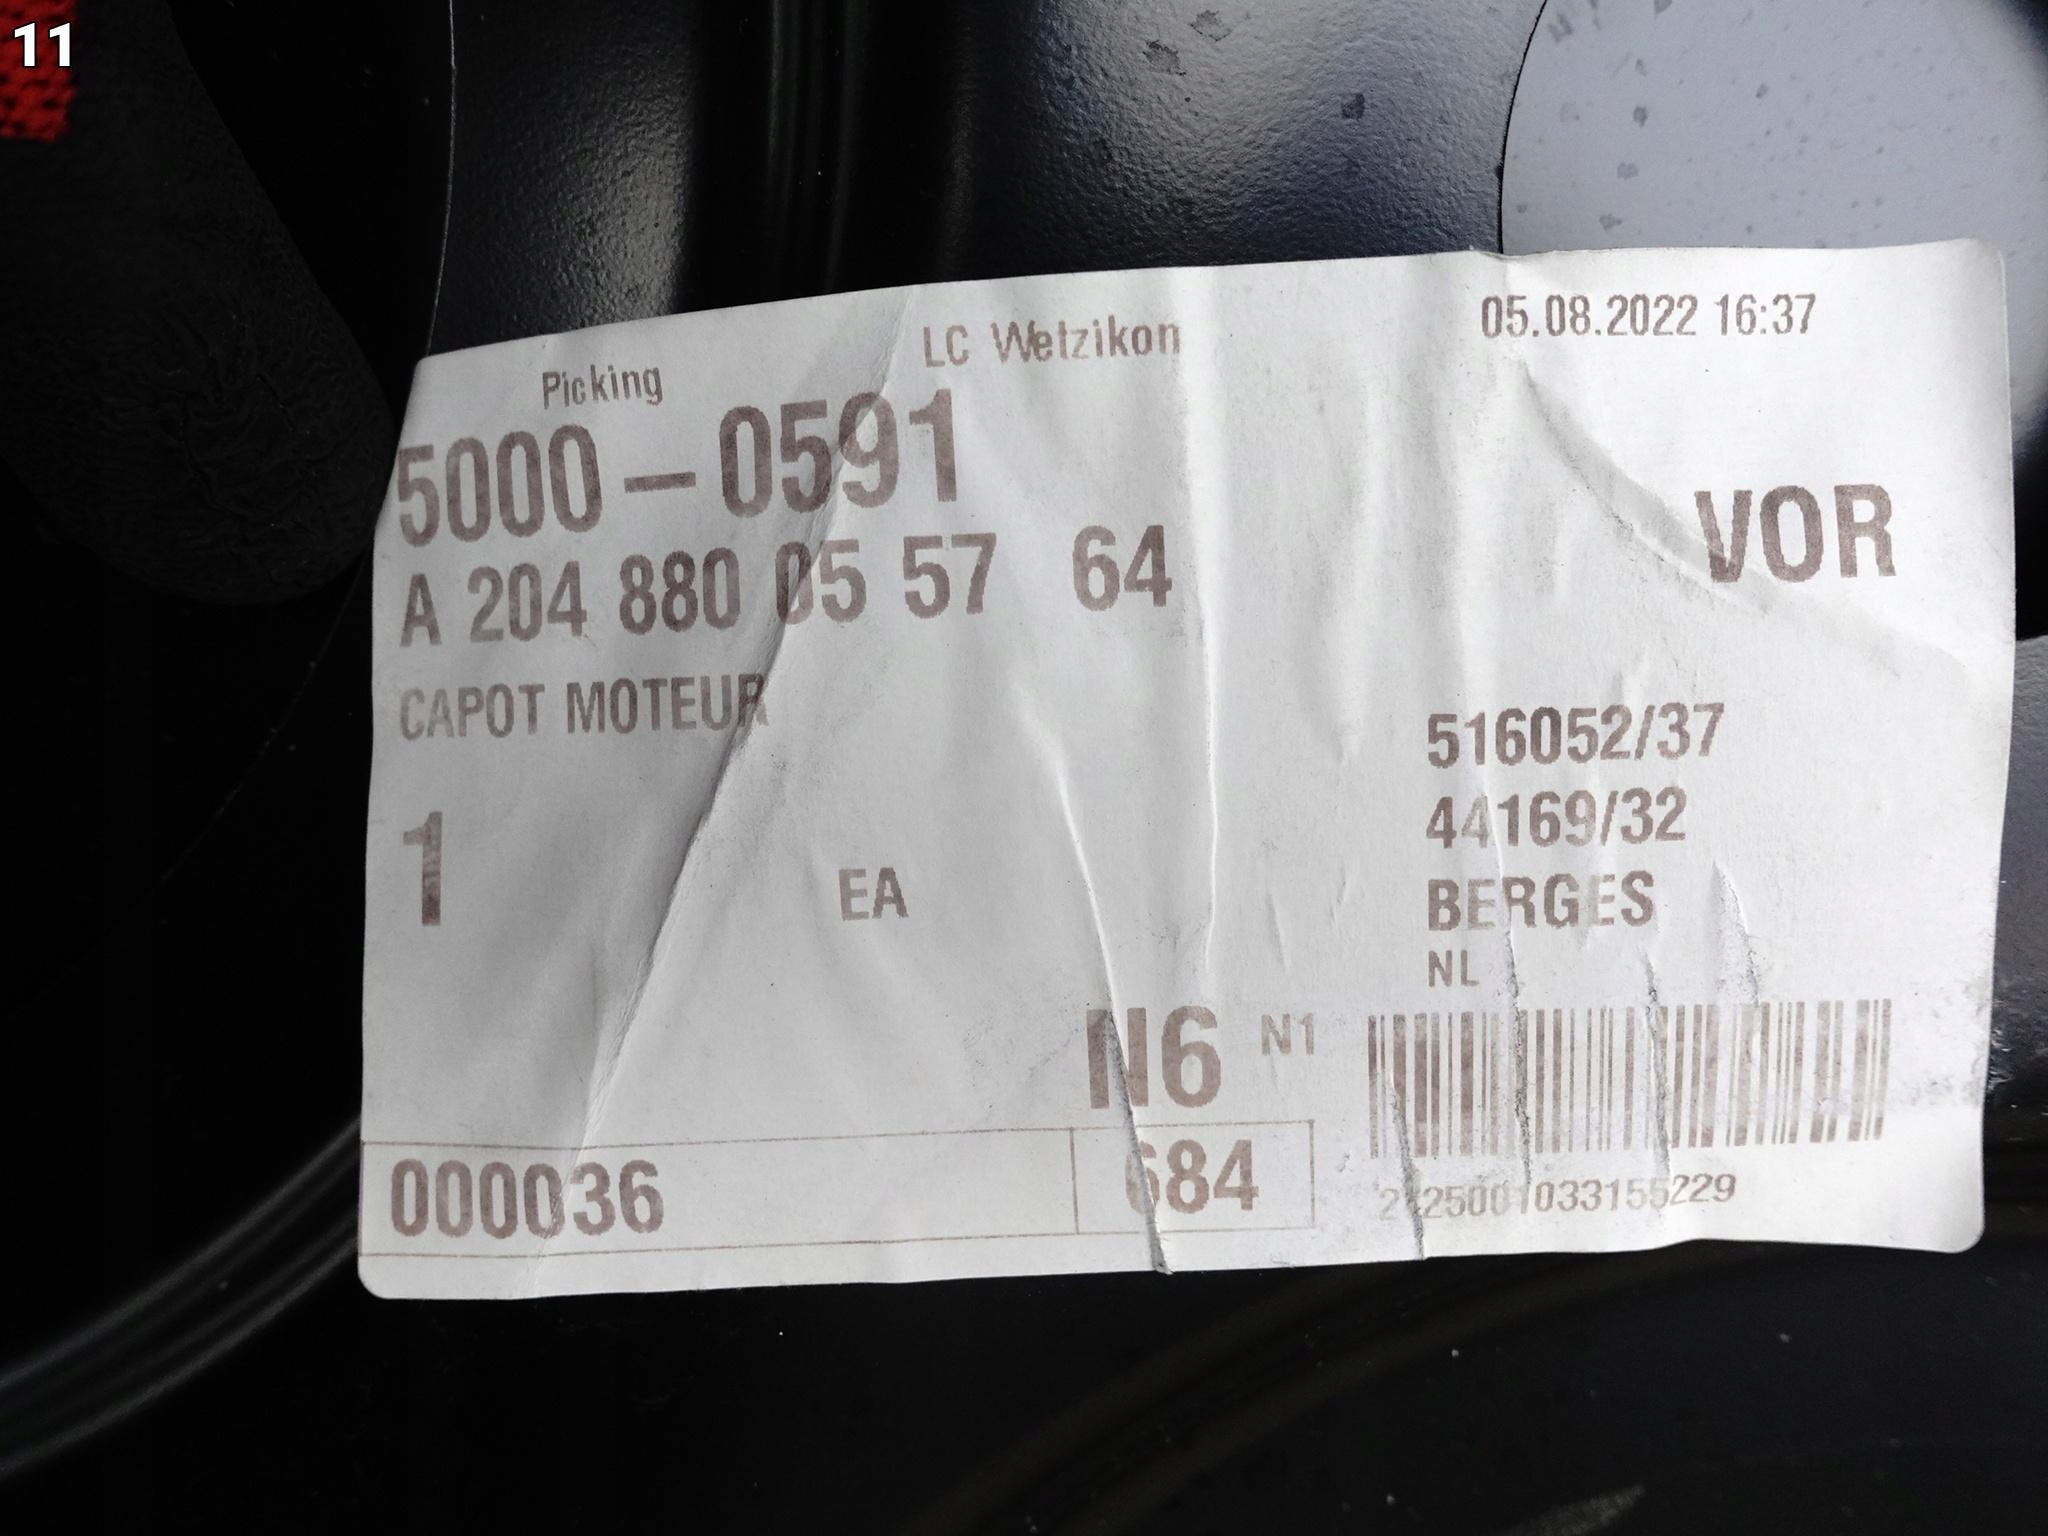 11
Picking
LC Wetzikon
05.08.2022 16:37
5000-0591
A 204 880 05 57 64
VOR
CAPOT MOTEUR
516052/37
44169/32
1
EA
BERGES
NL
N6 N1
000036
684